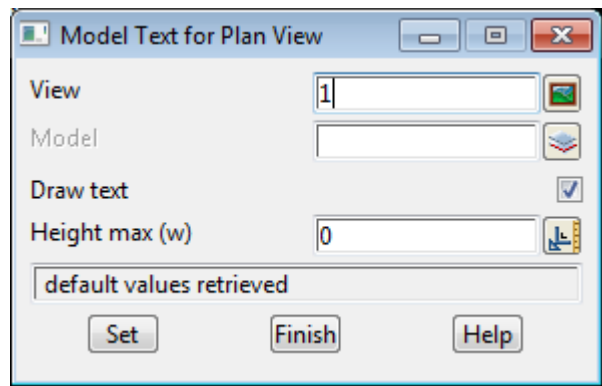 Model Text for Plan View
View 1
Model
Draw text
Height max (w) 0
default values retrieved
Set Finish Help